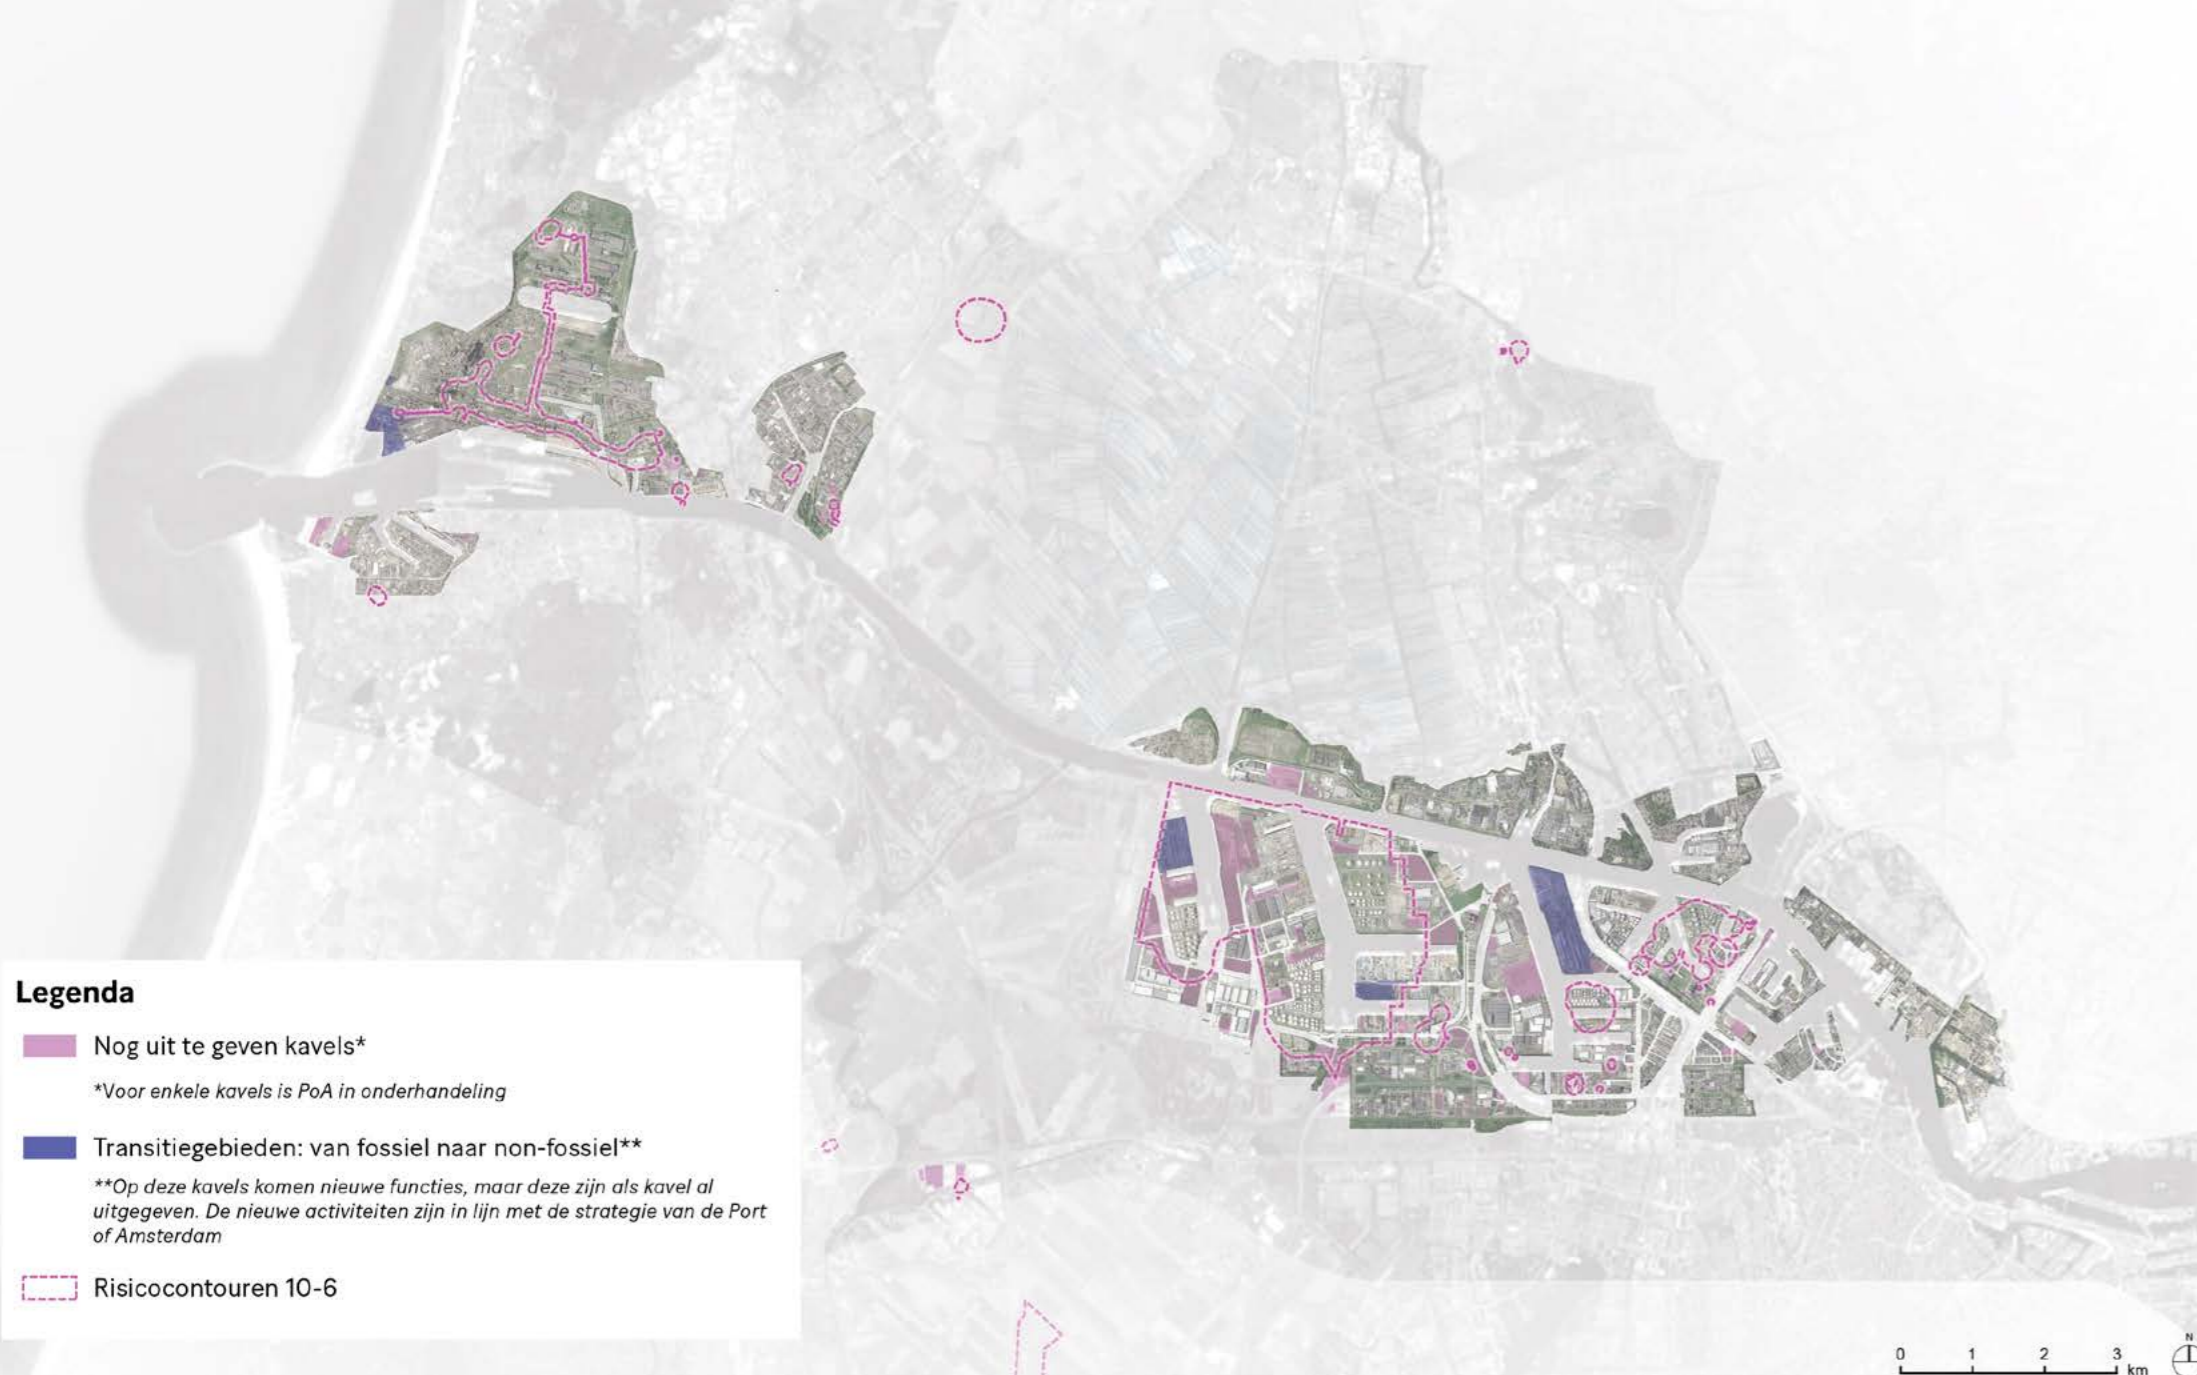 Legenda
Nog uit te geven kavels*
*Voor enkele kavels is PoA in onderhandeling
Transitiegebieden: van fossiel naar non-fossiel**
**Op deze kavels komen nieuwe functies, maar deze zijn als kavel al
uitgegeven. De nieuwe activiteiten zijn in lijn met de strategie van de Port
of Amsterdam
Risicocontouren 10-6
N
0 1 2 3
km